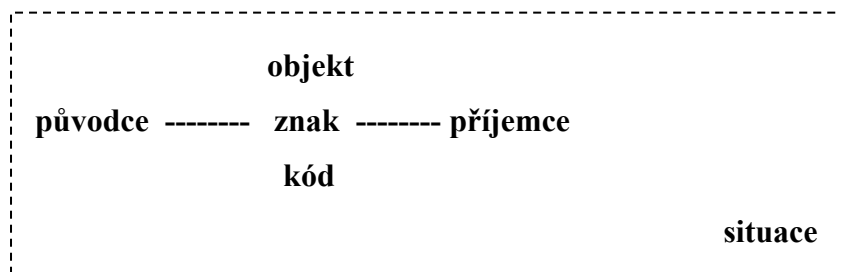 objekt
původce -------- znak -------- příjemce
kód
situace